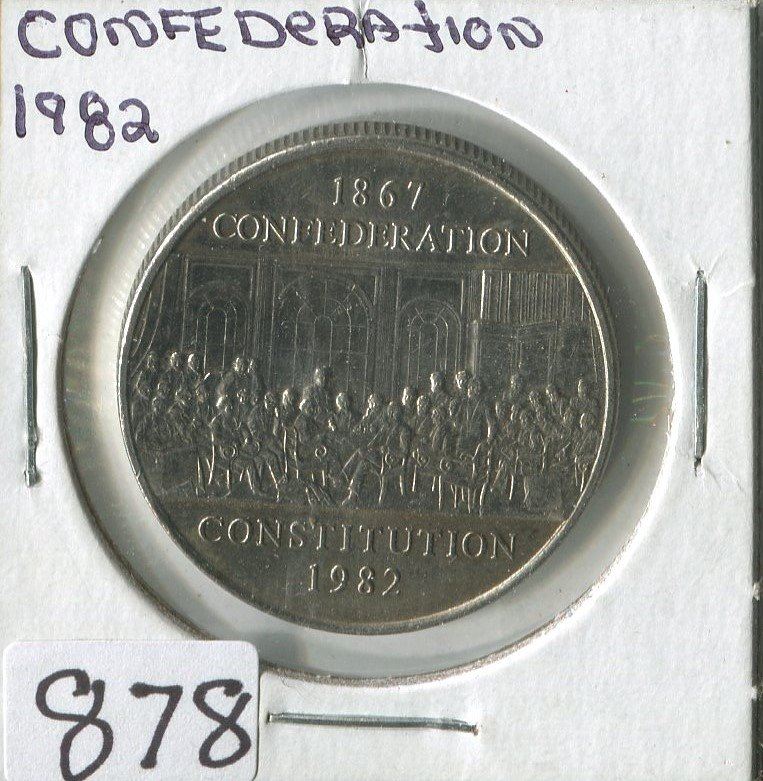 CONFEDERATION
1982
1867
CONFEDERATION
CONSTITUTION
1982
878